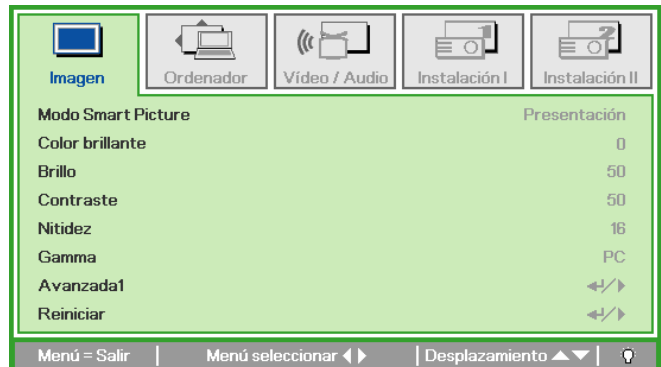 Imagen Ordenador Vídeo / Audio Instalación I Instalación II
Modo Smart Picture Presentación
Color brillante 0
Brillo 50
Contraste 50
Nitidez 16
Gamma PC
Avanzada1
Reiniciar
Menú = Salir Menú seleccionar Desplazamiento